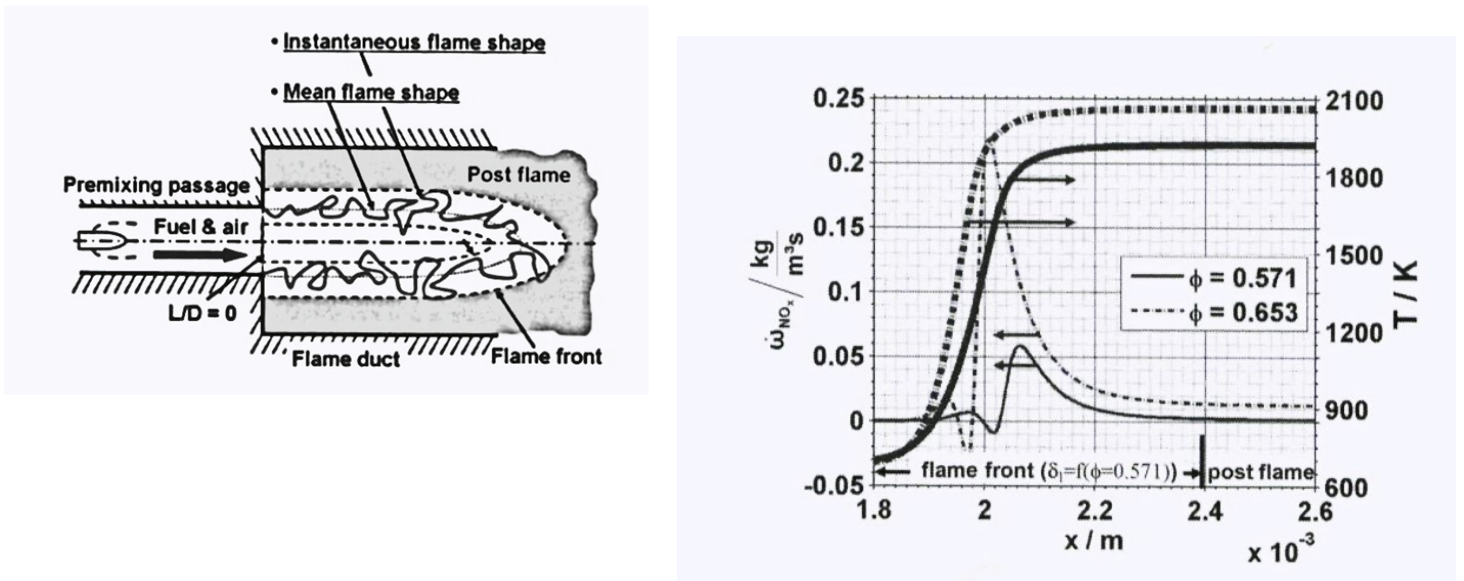 • Instantaneous flame shape
• Mean flame shape
Post flame
Premixing passage
Fuel & air
L/D = 0
Flame duct
Flame front
0.25
0.2
0.15
0.1
0.05
0
-0.05
ω̇NOx / kg/m³s
2100
1800
1500
1200
900
600
T / K
ϕ = 0.571
ϕ = 0.653
flame front (δₗ=f(ϕ=0.571))
post flame
1.8
2
2.2
2.4
2.6
x / m
x 10⁻³